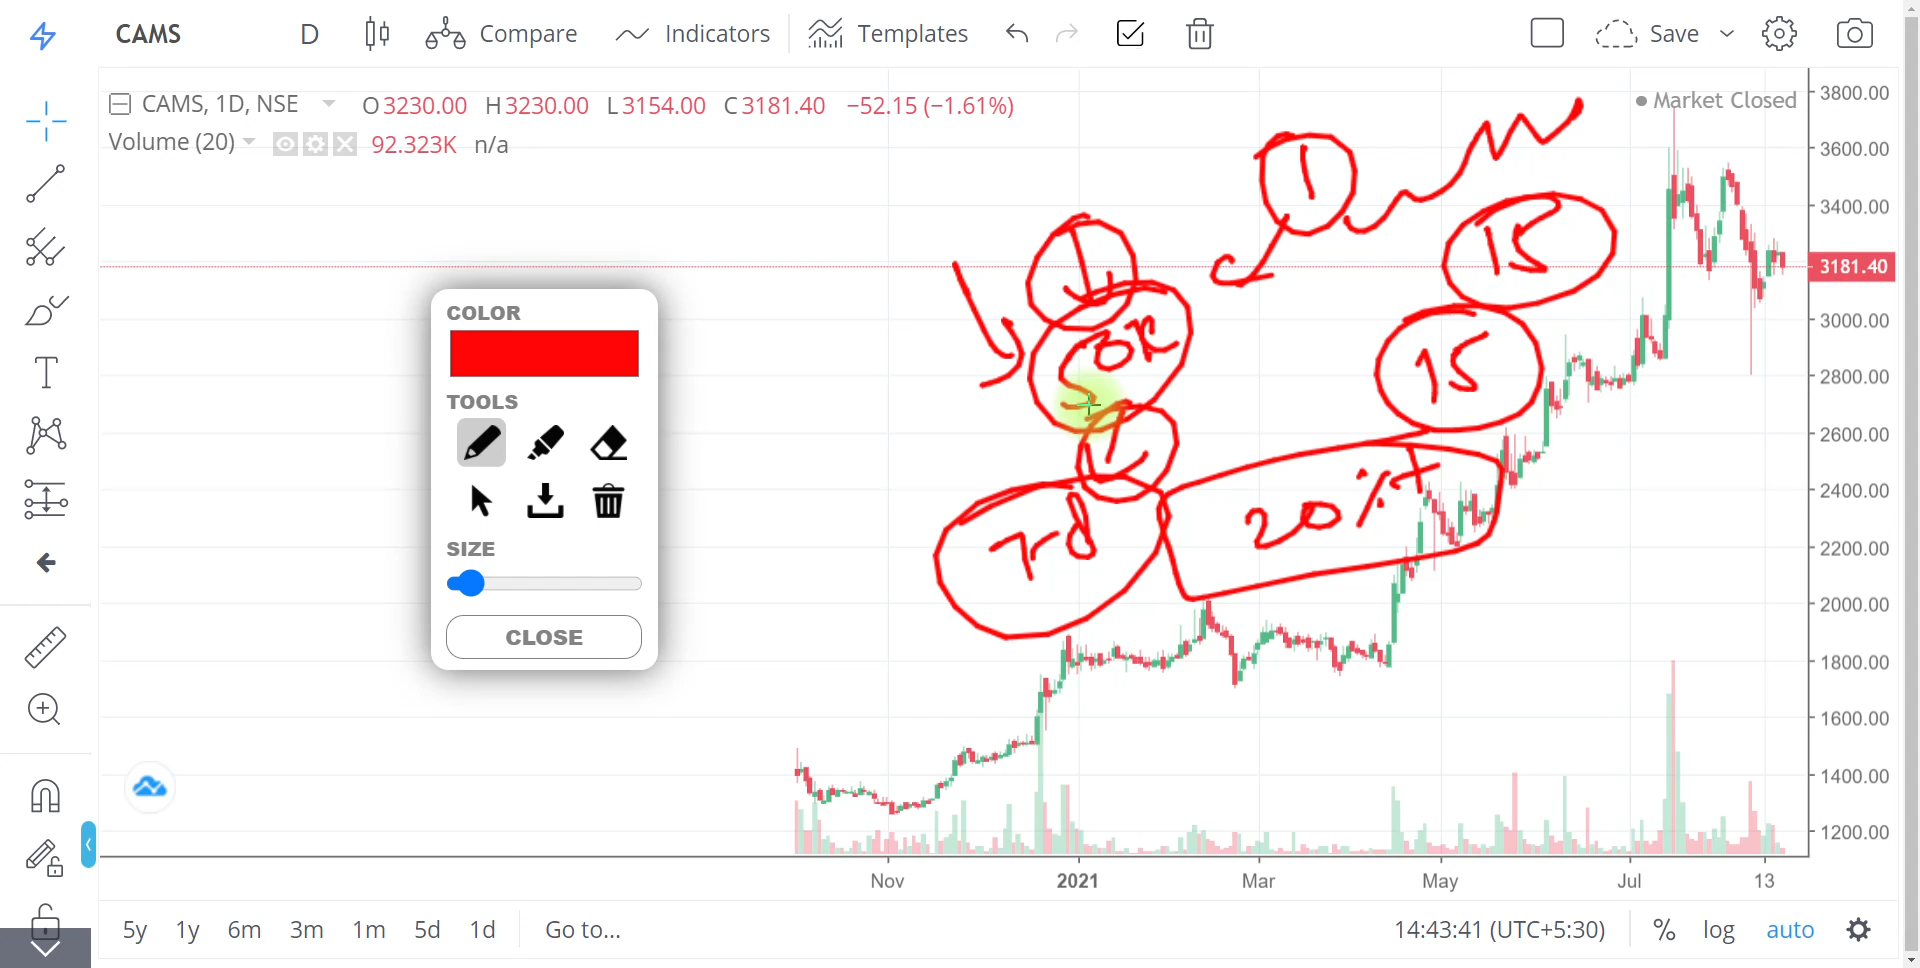 CAMS D Compare Indicators Templates Save
CAMS, 1D, NSE O3230.00 H3230.00 L3154.00 C3181.40 −52.15 (−1.61%)
Volume (20) 92.323K n/a
Market Closed
3800.00
3600.00
3400.00
3181.40
3000.00
2800.00
2600.00
2400.00
2200.00
2000.00
1800.00
1600.00
1400.00
1200.00
COLOR
TOOLS
SIZE
CLOSE
1
15
15
20%+
Nov 2021 Mar May Jul 13
5y 1y 6m 3m 1m 5d 1d Go to... 14:43:41 (UTC+5:30) % log auto